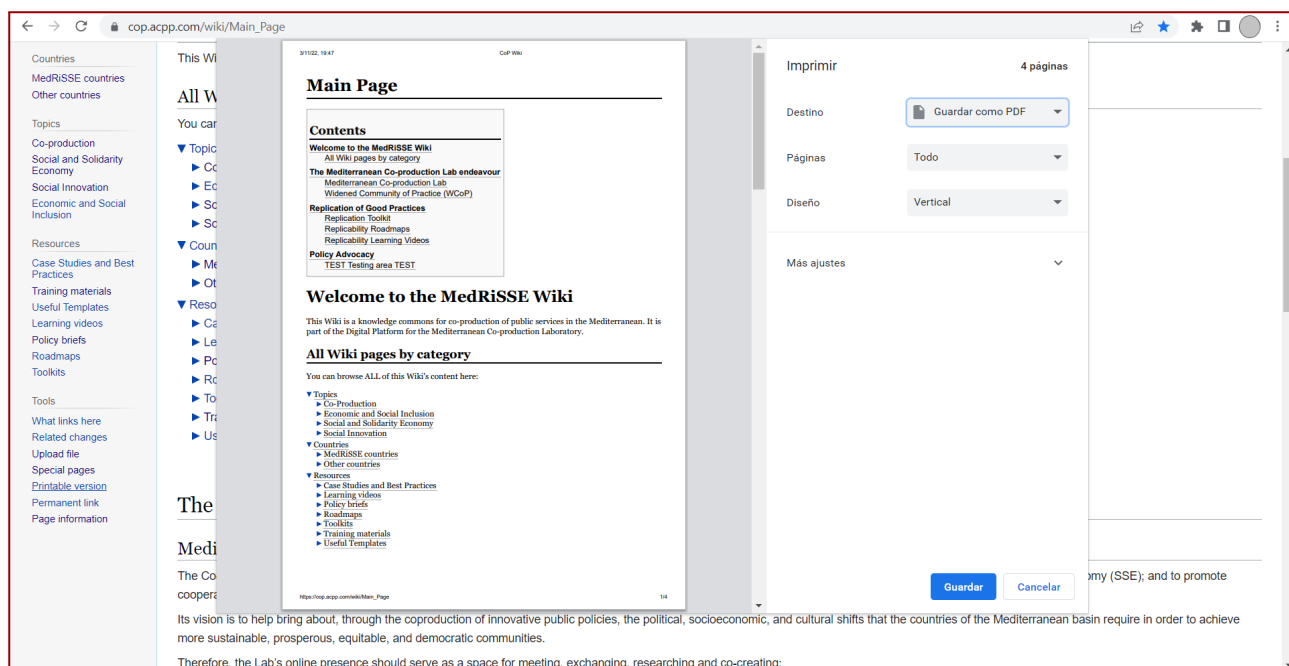 cop.acpp.com/wiki/Main_Page
Countries
MedRiSSE countries
Other countries
Topics
Co-production
Social and Solidarity
Economy
Social Innovation
Economic and Social
Inclusion
Resources
Case Studies and Best
Practices
Training materials
Useful Templates
Learning videos
Policy briefs
Roadmaps
Toolkits
Tools
What links here
Related changes
Upload file
Special pages
Printable version
Permanent link
Page information
This Wi
All W
You can
▼ Topic
► Co
► Ec
► So
► So
▼ Coun
► Me
► Ot
▼ Reso
► Ca
► Le
► Po
► Ro
► To
► Tra
► Us
The
Medi
The Co
coopera
omy (SSE); and to promote
Its vision is to help bring about, through the coproduction of innovative public policies, the political, socioeconomic, and cultural shifts that the countries of the Mediterranean basin require in order to achieve
more sustainable, prosperous, equitable, and democratic communities.
Therefore, the Lab's online presence should serve as a space for meeting, exchanging, researching and co-creating:
3/11/22, 19:47
CoP Wiki
Main Page
Contents
Welcome to the MedRiSSE Wiki
All Wiki pages by category
The Mediterranean Co-production Lab endeavour
Mediterranean Co-production Lab
Widened Community of Practice (WCoP)
Replication of Good Practices
Replication Toolkit
Replicability Roadmaps
Replicability Learning Videos
Policy Advocacy
TEST Testing area TEST
Welcome to the MedRiSSE Wiki
This Wiki is a knowledge commons for co-production of public services in the Mediterranean. It is
part of the Digital Platform for the Mediterranean Co-production Laboratory.
All Wiki pages by category
You can browse ALL of this Wiki's content here:
▼ Topics
► Co-Production
► Economic and Social Inclusion
► Social and Solidarity Economy
► Social Innovation
▼ Countries
► MedRiSSE countries
► Other countries
▼ Resources
► Case Studies and Best Practices
► Learning videos
► Policy briefs
► Roadmaps
► Toolkits
► Training materials
► Useful Templates
https://cop.acpp.com/wiki/Main_Page
1/4
Imprimir
4 páginas
Destino
Guardar como PDF
Páginas
Todo
Diseño
Vertical
Más ajustes
Guardar
Cancelar